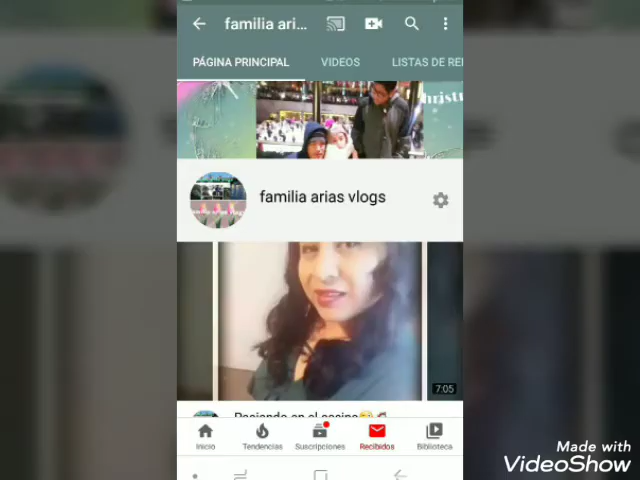 familia ari...
PÁGINA PRINCIPAL
VIDEOS
LISTAS DE RE
hrist
familia arias vlogs
7:05
Inicio
Tendencias
Suscripciones
Recibidos
Biblioteca
Made with
VideoShow